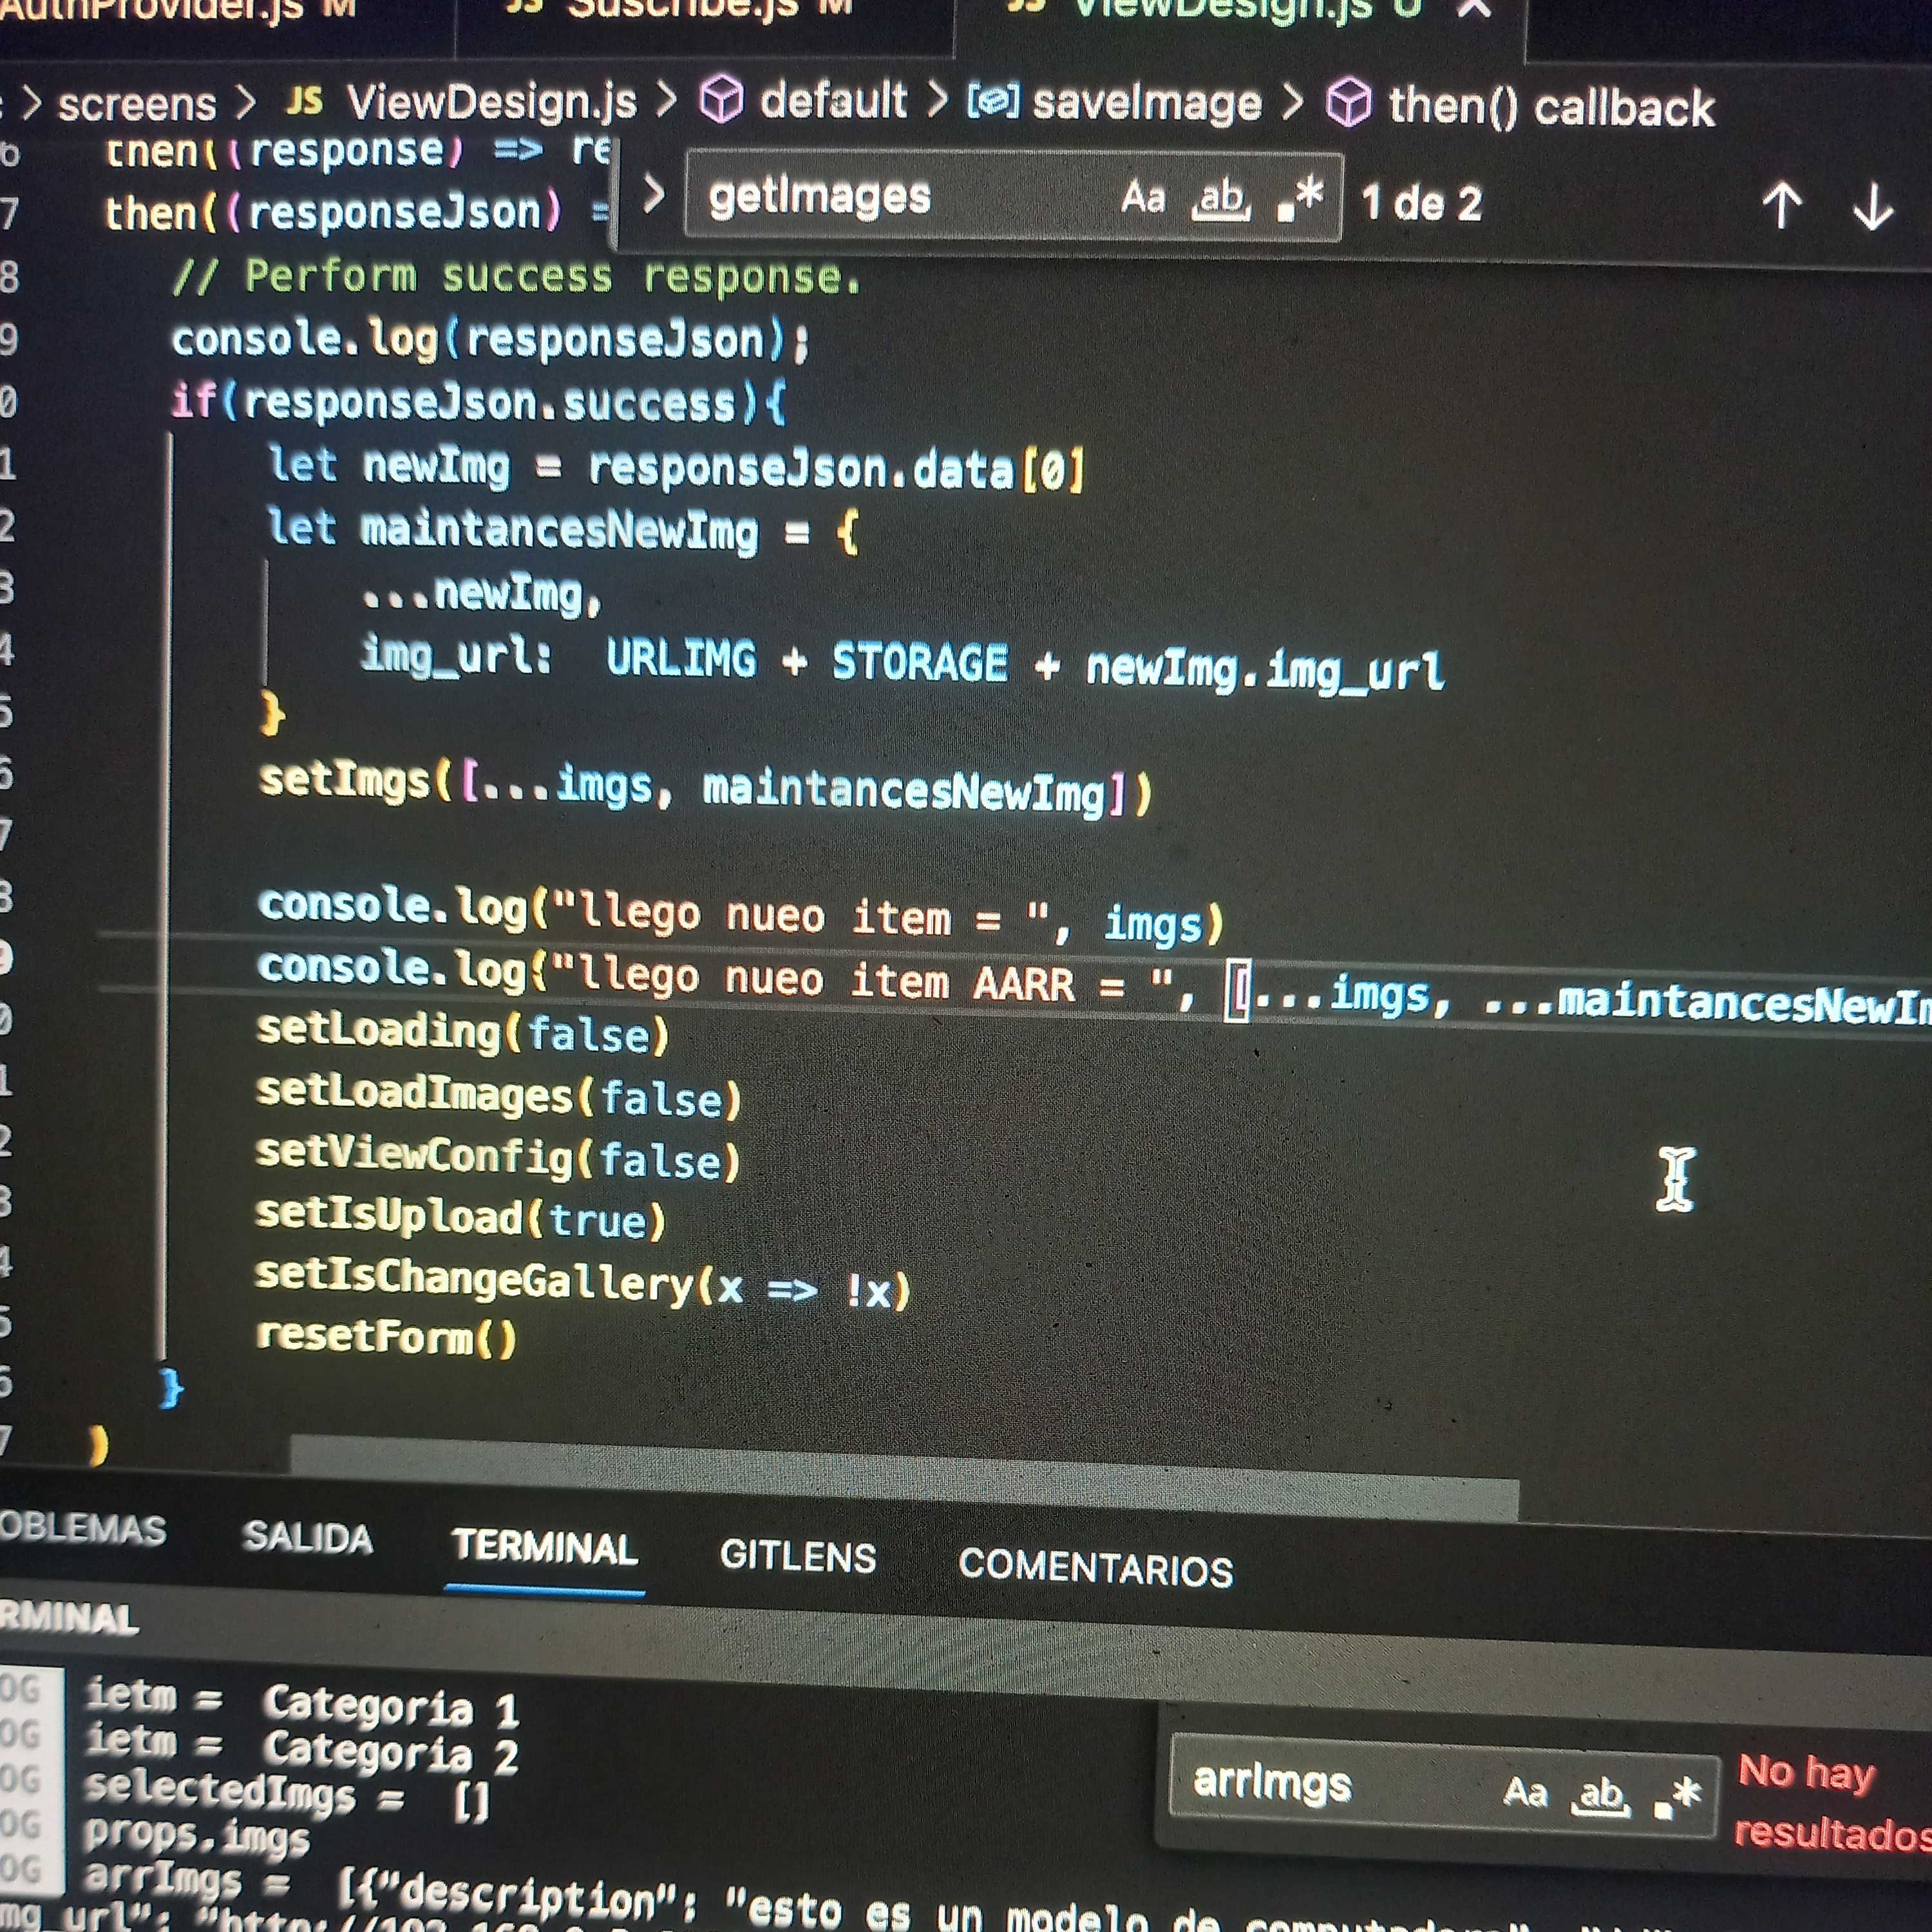 AuthProvider.js M JS Suscribe.js M JS ViewDesign.js U
screens > JS ViewDesign.js > default > saveImage > then() callback
6 then((response) => re
getImages Aa ab .* 1 de 2
7 then((responseJson) =
8 // Perform success response.
9 console.log(responseJson);
0 if(responseJson.success){
1 let newImg = responseJson.data[0]
2 let maintancesNewImg = {
3 ...newImg,
4 img_url: URLIMG + STORAGE + newImg.img_url
5 }
6 setImgs([...imgs, maintancesNewImg])
7
8 console.log("llego nueo item = ", imgs)
9 console.log("llego nueo item AARR = ", [...imgs, ...maintancesNewIm
0 setLoading(false)
1 setLoadImages(false)
2 setViewConfig(false)
3 setIsUpload(true)
4 setIsChangeGallery(x => !x)
5 resetForm()
6 }
7 )
OBLEMAS SALIDA TERMINAL GITLENS COMENTARIOS
RMINAL
OG ietm = Categoria 1
OG ietm = Categoria 2
OG selectedImgs = []
OG props.imgs
arrImgs Aa ab .* No hay resultados
OG arrImgs = [{"description": "esto es un modelo de
mg_url": "http://192.168